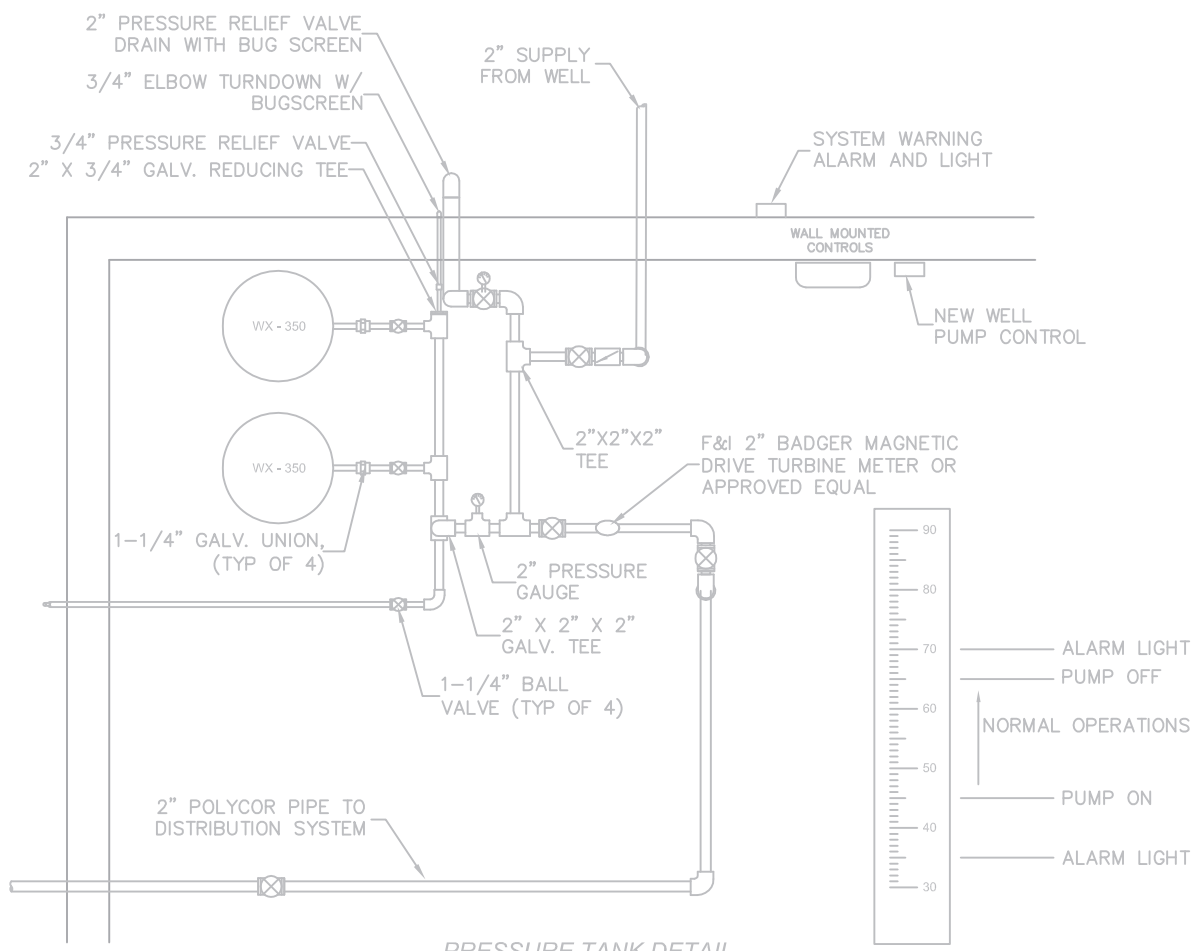 2” PRESSURE RELIEF VALVE
DRAIN WITH BUG SCREEN
3/4” ELBOW TURNDOWN W/
BUGSCREEN
3/4” PRESSURE RELIEF VALVE
2” X 3/4” GALV. REDUCING TEE
2” SUPPLY
FROM WELL
SYSTEM WARNING
ALARM AND LIGHT
WALL MOUNTED
CONTROLS
NEW WELL
PUMP CONTROL
WX - 350
WX - 350
2”X2”X2”
TEE
F&I 2” BADGER MAGNETIC
DRIVE TURBINE METER OR
APPROVED EQUAL
1-1/4” GALV. UNION,
(TYP OF 4)
2” PRESSURE
GAUGE
2” X 2” X 2”
GALV. TEE
1-1/4” BALL
VALVE (TYP OF 4)
2” POLYCOR PIPE TO
DISTRIBUTION SYSTEM
90
80
70
60
50
40
30
ALARM LIGHT
PUMP OFF
NORMAL OPERATIONS
PUMP ON
ALARM LIGHT
PRESSURE TANK DETAIL